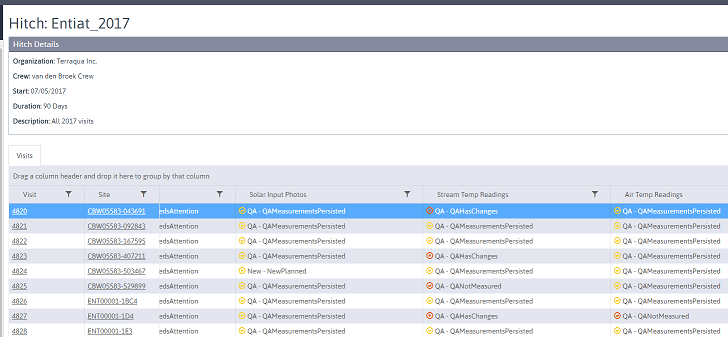 Hitch: Entiat_2017
Hitch Details
Organization: Terraqua Inc.
Crew: van den Broek Crew
Start: 07/05/2017
Duration: 90 Days
Description: All 2017 visits
Visits
Drag a column header and drop it here to group by that column
Visit Site Solar Input Photos Stream Temp Readings Air Temp Readings
4820 CBW05583-043691 edsAttention QA - QAMeasurementsPersisted QA - QAHasChanges QA - QAMeasurementsPersisted
4821 CBW05583-092843 edsAttention QA - QAMeasurementsPersisted QA - QAMeasurementsPersisted QA - QAMeasurementsPersisted
4822 CBW05583-167595 edsAttention QA - QAMeasurementsPersisted QA - QAMeasurementsPersisted QA - QAMeasurementsPersisted
4823 CBW05583-407211 edsAttention QA - QAMeasurementsPersisted QA - QAHasChanges QA - QAMeasurementsPersisted
4824 CBW05583-503467 edsAttention New - NewPlanned QA - QAMeasurementsPersisted QA - QAMeasurementsPersisted
4825 CBW05583-529899 edsAttention QA - QAMeasurementsPersisted QA - QANotMeasured QA - QAMeasurementsPersisted
4826 ENT00001-1BC4 edsAttention QA - QAMeasurementsPersisted QA - QAMeasurementsPersisted QA - QAMeasurementsPersisted
4827 ENT00001-1D4 edsAttention QA - QAMeasurementsPersisted QA - QAHasChanges QA - QANotMeasured
4828 ENT00001-1E3 edsAttention QA - QAMeasurementsPersisted QA - QAMeasurementsPersisted QA - QAMeasurementsPersisted